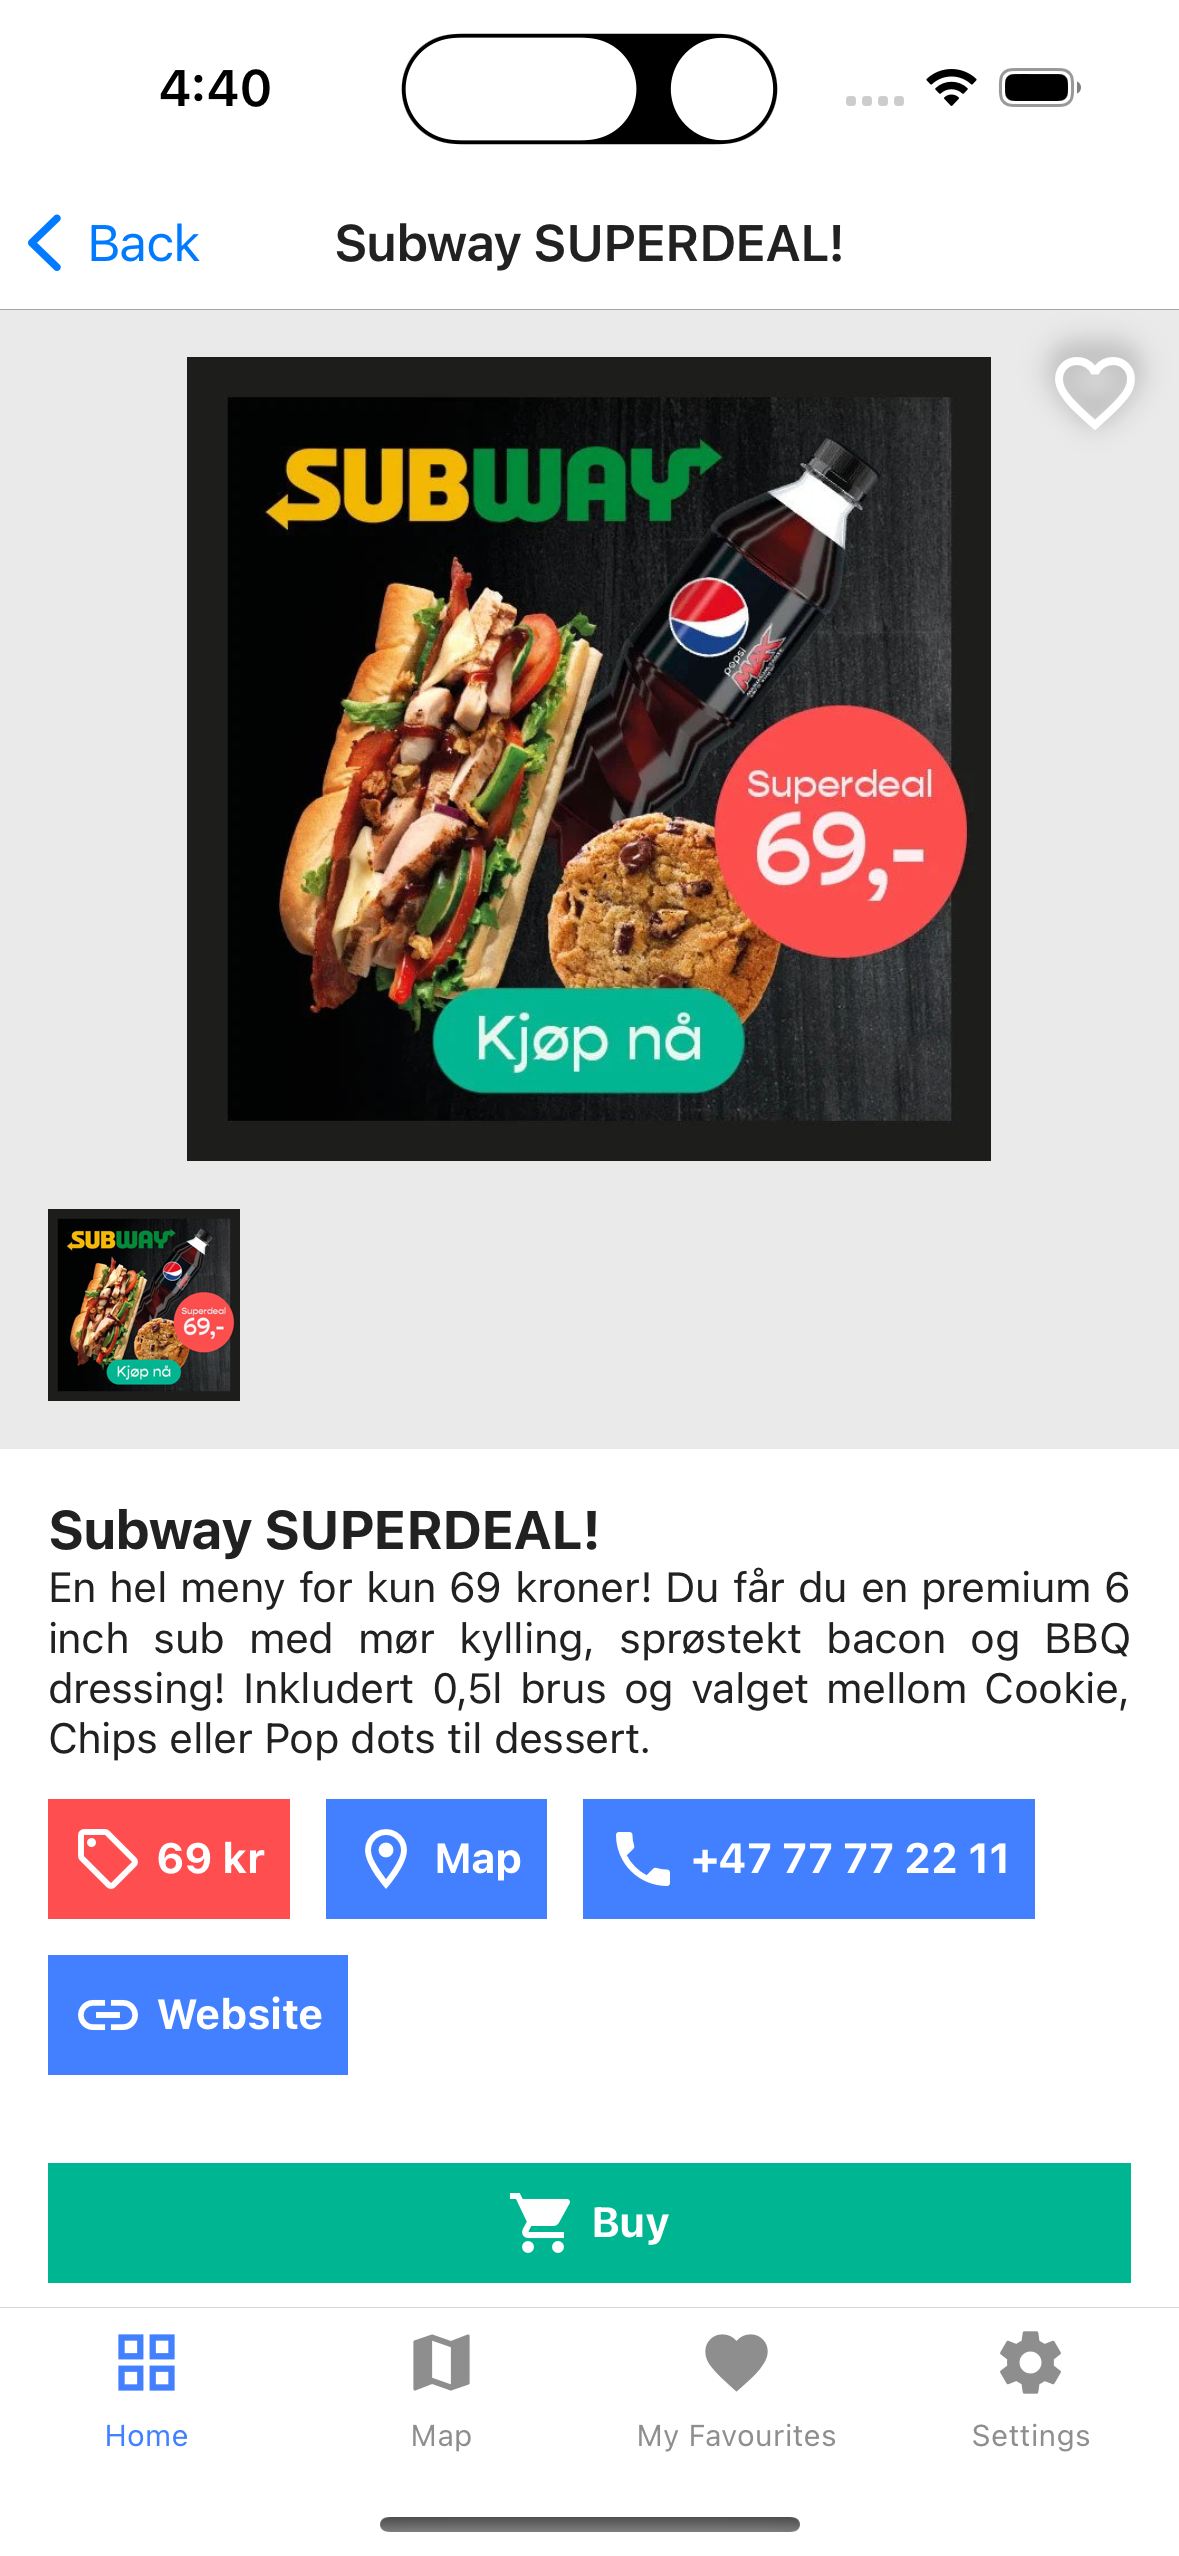 4:40
Back
Subway SUPERDEAL!
SUBWAY
pepsi
MAX
Superdeal
69,-
Kjøp nå
SUBWAY
Superdeal
69,-
Kjøp nå
Subway SUPERDEAL!
En hel meny for kun 69 kroner! Du får du en premium 6
inch sub med mør kylling, sprøstekt bacon og BBQ
dressing! Inkludert 0,5l brus og valget mellom Cookie,
Chips eller Pop dots til dessert.
69 kr
Map
+47 77 77 22 11
Website
Buy
Home
Map
My Favourites
Settings